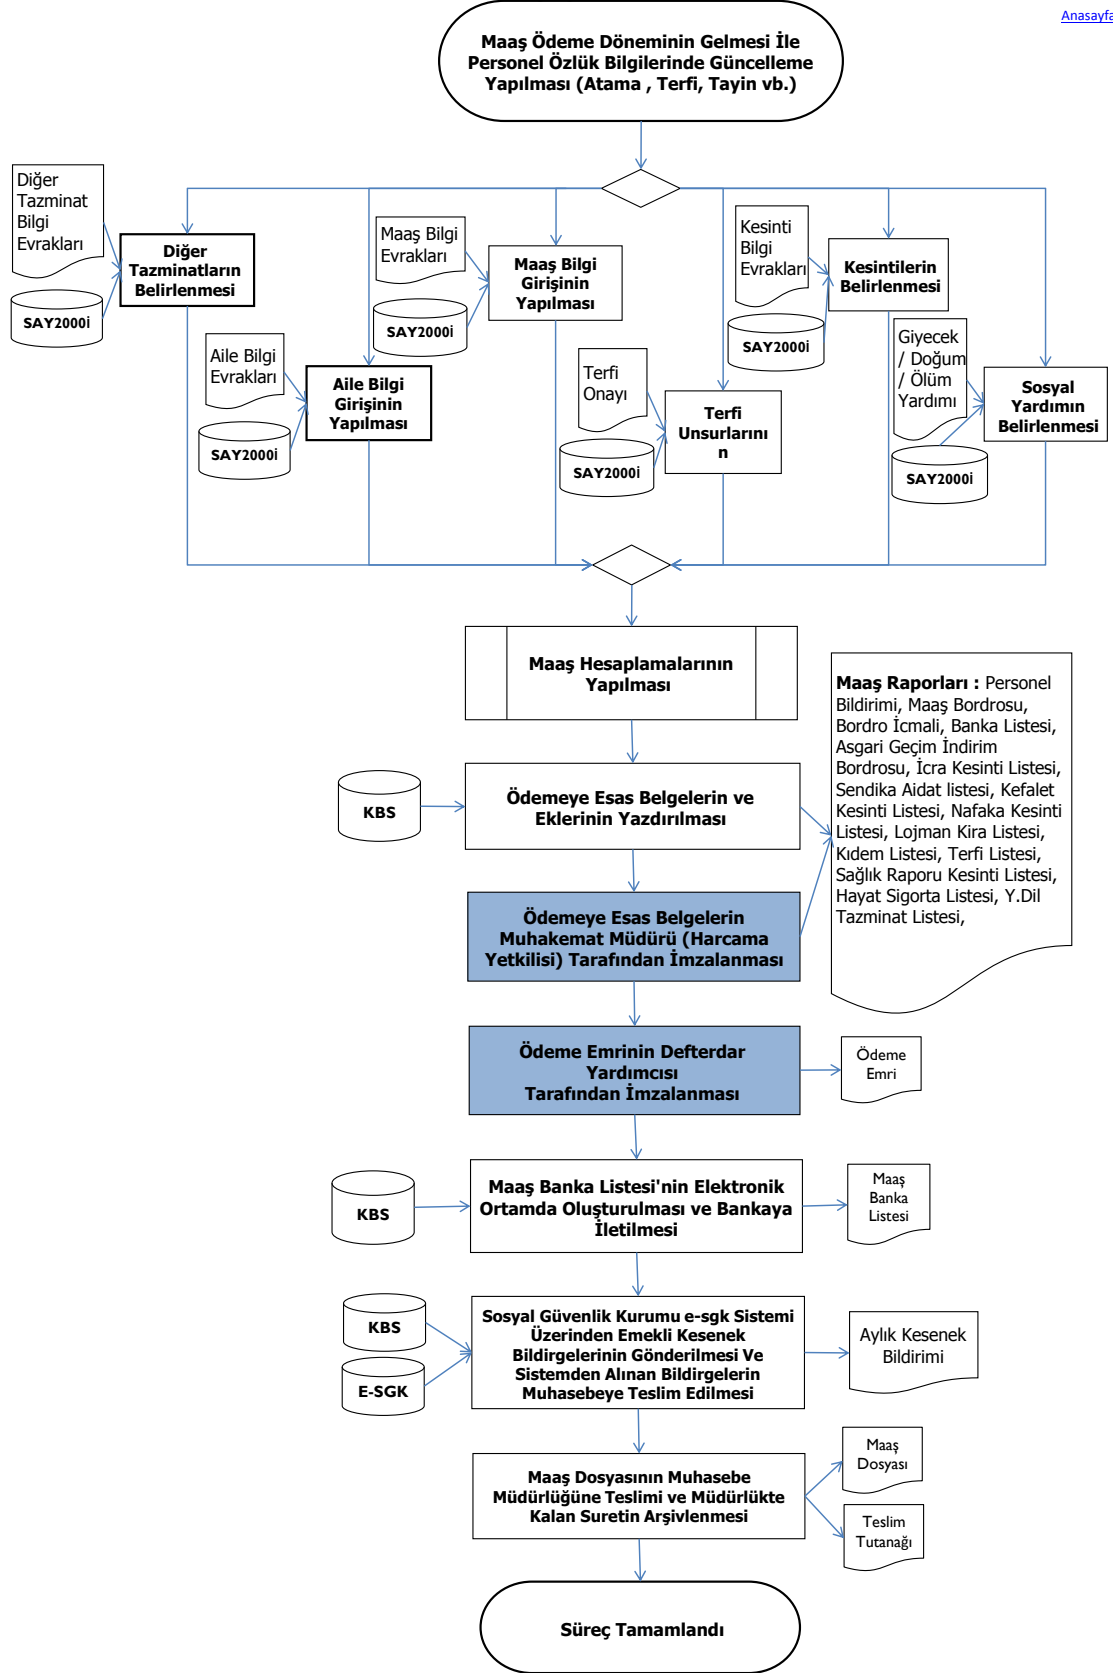 Anasayfa
Maaş Ödeme Döneminin Gelmesi İle
Personel Özlük Bilgilerinde Güncelleme
Yapılması (Atama , Terfi, Tayin vb.)
Diğer
Tazminat
Bilgi
Evrakları
SAY2000İ
Diğer
Tazminatların
Belirlenmesi
Aile Bilgi
Evrakları
SAY2000İ
Aile Bilgi
Girişinin
Yapılması
Maaş Bilgi
Evrakları
SAY2000İ
Maaş Bilgi
Girişinin
Yapılması
Terfi
Onayı
SAY2000İ
Terfi
Unsurlarını
n
Kesinti
Bilgi
Evrakları
SAY2000İ
Kesintilerin
Belirlenmesi
Giyecek
/ Doğum
/ Ölüm
Yardımı
SAY2000İ
Sosyal
Yardımın
Belirlenmesi
Maaş Hesaplamalarının
Yapılması
KBS
Ödemeye Esas Belgelerin ve
Eklerinin Yazdırılması
Maaş Raporları : Personel
Bildirimi, Maaş Bordrosu,
Bordro İcmali, Banka Listesi,
Asgari Geçim İndirim
Bordrosu, İcra Kesinti Listesi,
Sendika Aidat listesi, Kefalet
Kesinti Listesi, Nafaka Kesinti
Listesi, Lojman Kira Listesi,
Kıdem Listesi, Terfi Listesi,
Sağlık Raporu Kesinti Listesi,
Hayat Sigorta Listesi, Y.Dil
Tazminat Listesi,
Ödemeye Esas Belgelerin
Muhakemat Müdürü (Harcama
Yetkilisi) Tarafından İmzalanması
Ödeme Emrinin Defterdar
Yardımcısı
Tarafından İmzalanması
Ödeme
Emri
KBS
Maaş Banka Listesi'nin Elektronik
Ortamda Oluşturulması ve Bankaya
İletilmesi
Maaş
Banka
Listesi
KBS
E-SGK
Sosyal Güvenlik Kurumu e-sgk Sistemi
Üzerinden Emekli Kesenek
Bildirgelerinin Gönderilmesi Ve
Sistemden Alınan Bildirgelerin
Muhasebeye Teslim Edilmesi
Aylık Kesenek
Bildirimi
Maaş Dosyasının Muhasebe
Müdürlüğüne Teslimi ve Müdürlükte
Kalan Suretin Arşivlenmesi
Maaş
Dosyası
Teslim
Tutanağı
Süreç Tamamlandı